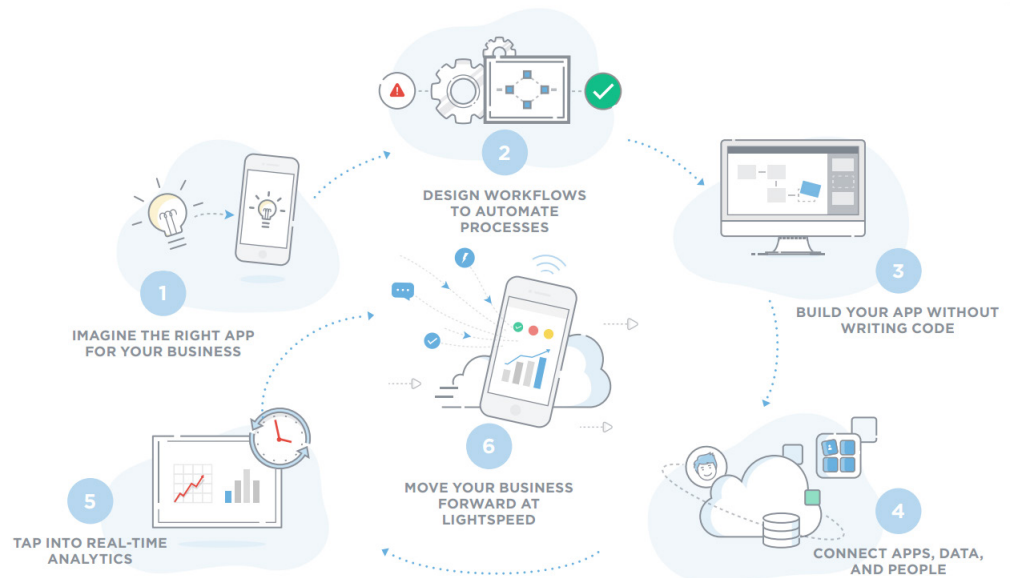 1
IMAGINE THE RIGHT APP
FOR YOUR BUSINESS
2
DESIGN WORKFLOWS
TO AUTOMATE
PROCESSES
3
BUILD YOUR APP WITHOUT
WRITING CODE
4
CONNECT APPS, DATA,
AND PEOPLE
5
TAP INTO REAL-TIME
ANALYTICS
6
MOVE YOUR BUSINESS
FORWARD AT
LIGHTSPEED